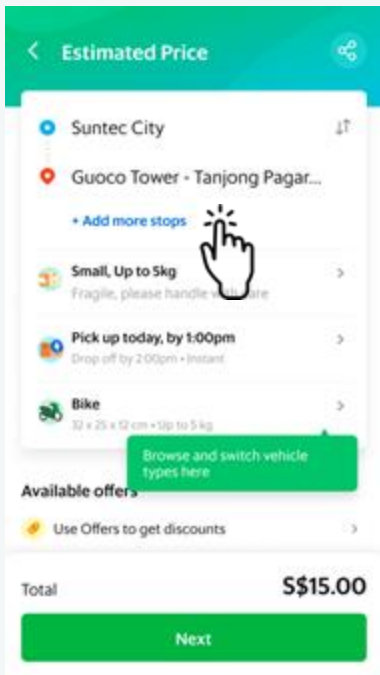 Estimated Price
Suntec City
Guoco Tower - Tanjong Pagar...
+ Add more stops
Small, Up to 5kg
Fragile, please handle with care
Pick up today, by 1:00pm
Drop off by 2:00pm • Instant
Bike
32 x 25 x 12 cm • Up to 5 kg
Browse and switch vehicle
types here
Available offers
Use Offers to get discounts
Total
S$15.00
Next